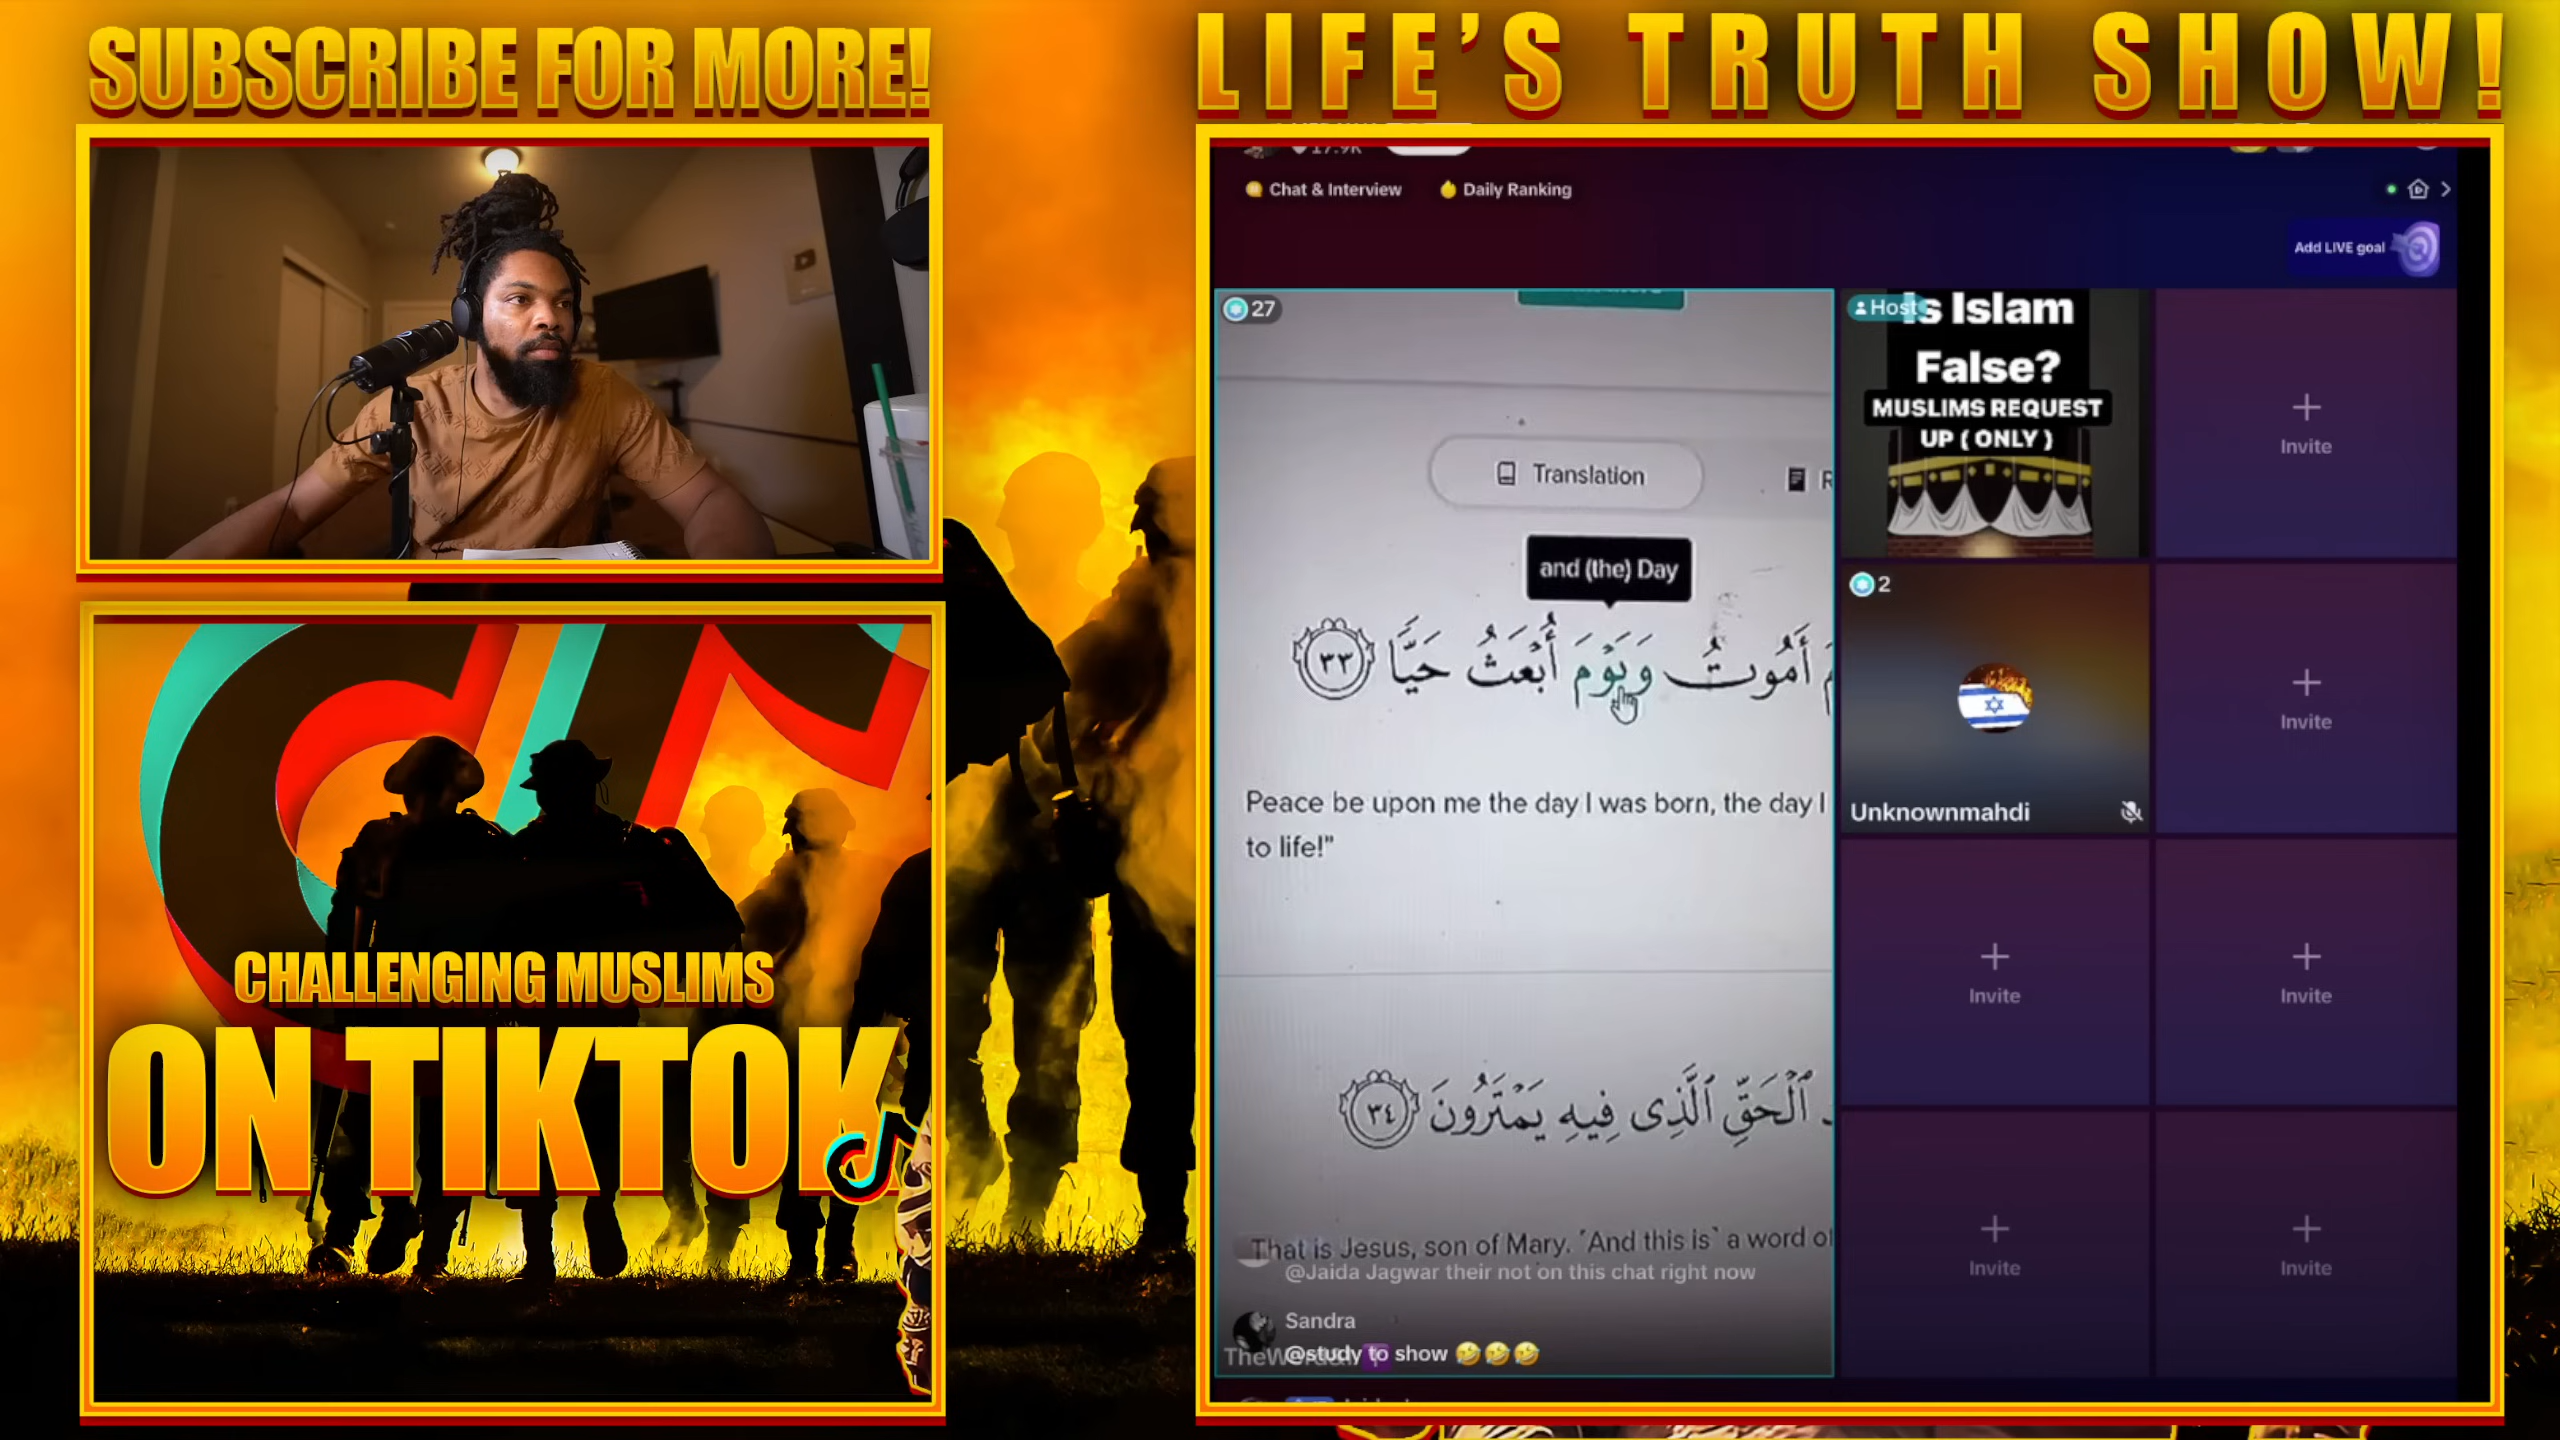 SUBSCRIBE FOR MORE!
LIFE'S TRUTH SHOW!
CHALLENGING MUSLIMS
ON TIKTOK
17.9K
Chat & Interview
Daily Ranking
Add LIVE goal
27
Translation
and (the) Day
أَمُوتُ وَيَوْمَ أُبْعَثُ حَيًّا ٣٣
Peace be upon me the day I was born, the day I
to life!"
ٱلْحَقِّ ٱلَّذِى فِيهِ يَمْتَرُونَ ٣٤
That is Jesus, son of Mary. ˹And this is˺ a word of
@Jaida Jagwar their not on this chat right now
Sandra
@study to show 🤣🤣🤣
Host
Is Islam
False?
MUSLIMS REQUEST
UP ( ONLY )
Invite
2
Unknownmahdi
Invite
Invite
Invite
Invite
Invite